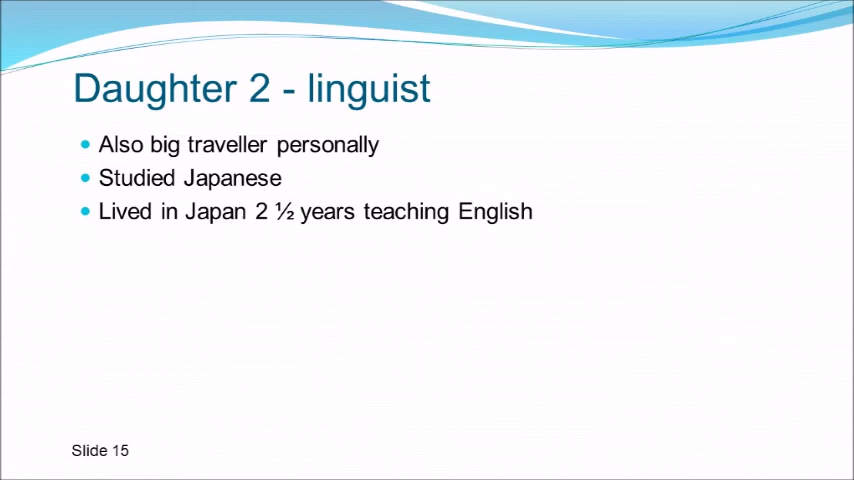 Daughter 2 - linguist
Also big traveller personally
Studied Japanese
Lived in Japan 2 ½ years teaching English
Slide 15